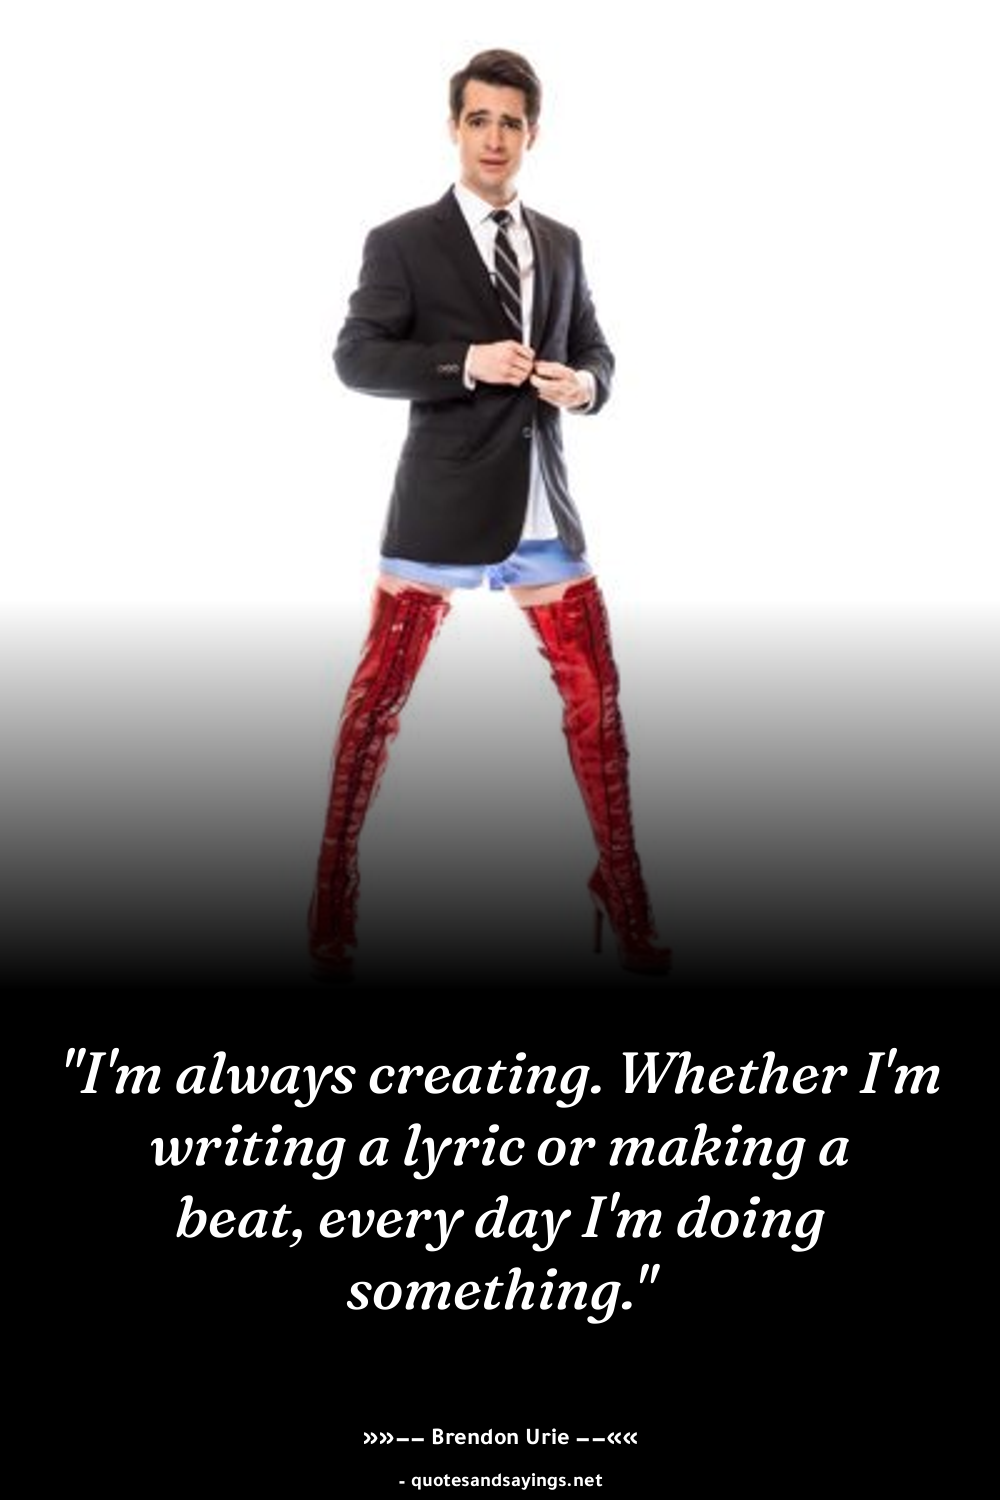 "I'm always creating. Whether I'm
writing a lyric or making a
beat, every day I'm doing
something."
»»−− Brendon Urie −−««
- quotesandsayings.net